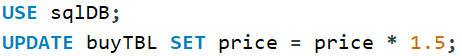 USE sqlDB;
UPDATE buyTBL SET price = price * 1.5;